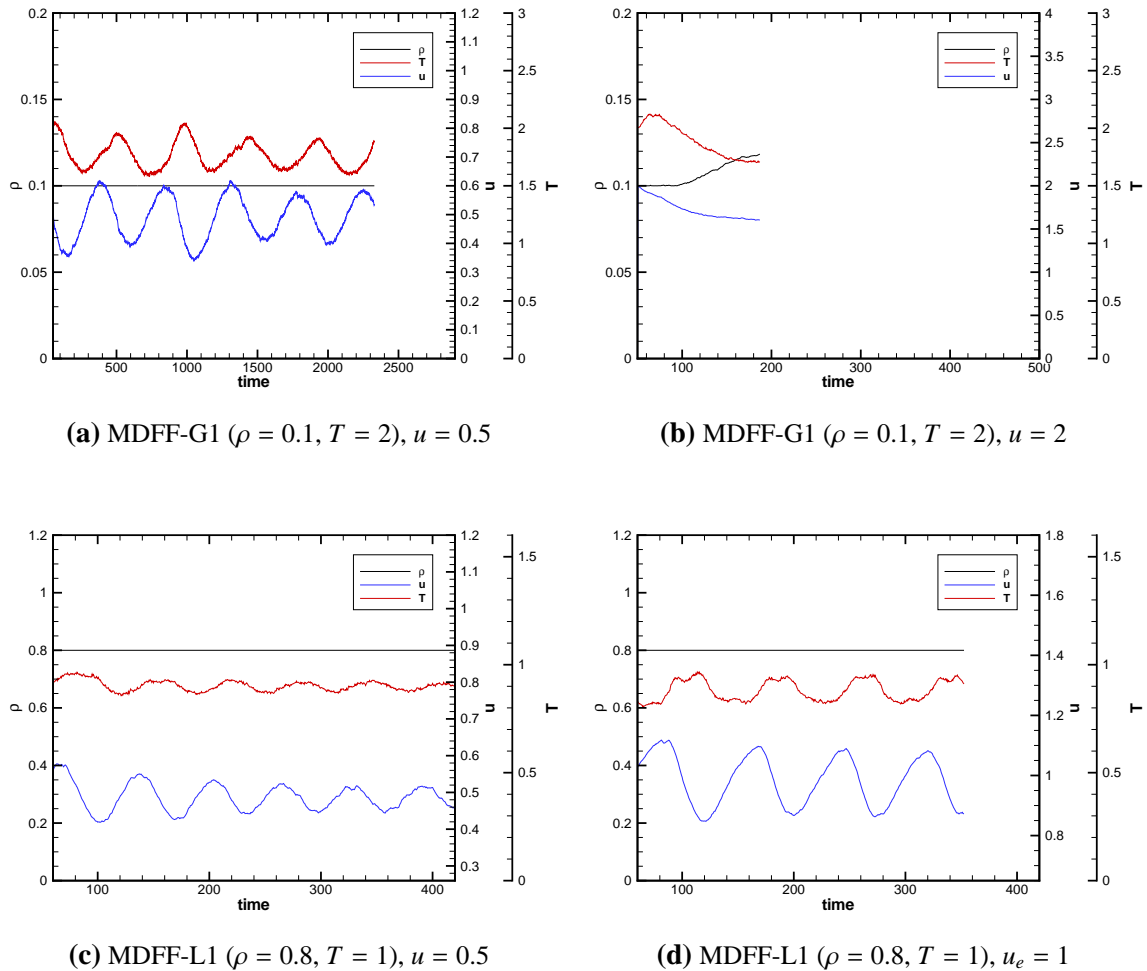 0.2
0.15
0.1
0.05
0
ρ
500 1000 1500 2000 2500
time
1.2
1.1
1
0.9
0.8
0.7
0.6
0.5
0.4
0.3
0.2
0.1
0
u
3
2.5
2
1.5
1
0.5
0
T
ρ
T
u
(a) MDFF-G1 (ρ = 0.1, T = 2), u = 0.5
0.2
0.15
0.1
0.05
0
ρ
100 200 300 400 500
time
4
3.5
3
2.5
2
1.5
1
0.5
0
u
3
2.5
2
1.5
1
0.5
0
T
ρ
T
u
(b) MDFF-G1 (ρ = 0.1, T = 2), u = 2
1.2
1
0.8
0.6
0.4
0.2
0
ρ
100 200 300 400
time
1.2
1.1
1
0.9
0.8
0.7
0.6
0.5
0.4
0.3
u
1.5
1
0.5
0
T
ρ
u
T
(c) MDFF-L1 (ρ = 0.8, T = 1), u = 0.5
1.2
1
0.8
0.6
0.4
0.2
0
ρ
100 200 300 400
time
1.8
1.6
1.4
1.2
1
0.8
u
1.5
1
0.5
0
T
ρ
u
T
(d) MDFF-L1 (ρ = 0.8, T = 1), uₑ = 1